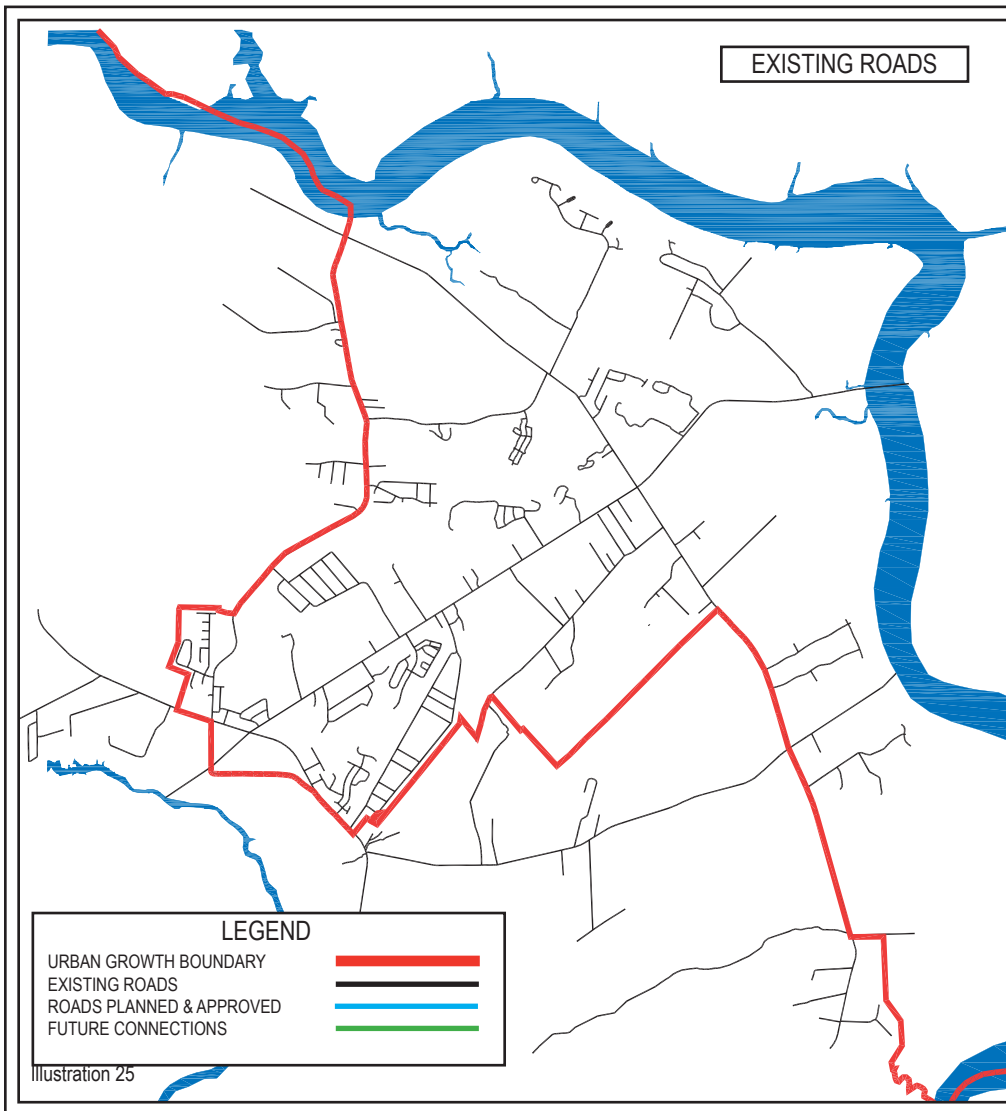 EXISTING ROADS
LEGEND
URBAN GROWTH BOUNDARY
EXISTING ROADS
ROADS PLANNED & APPROVED
FUTURE CONNECTIONS
Illustration 25